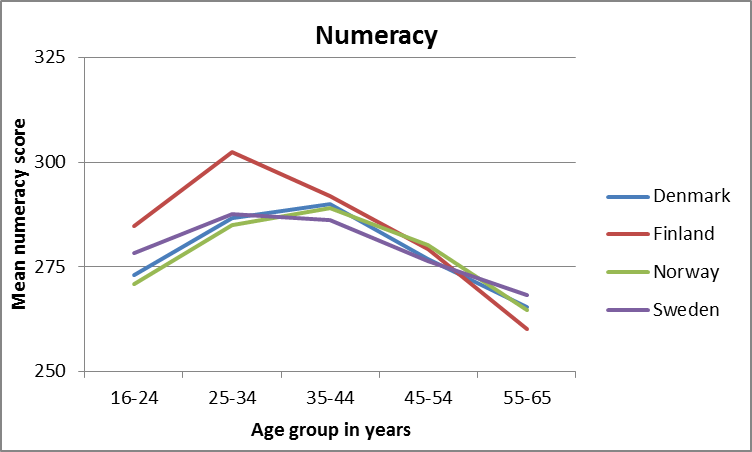 Numeracy
325
300
275
250
Mean numeracy score
16-24 25-34 35-44 45-54 55-65
Age group in years
Denmark
Finland
Norway
Sweden